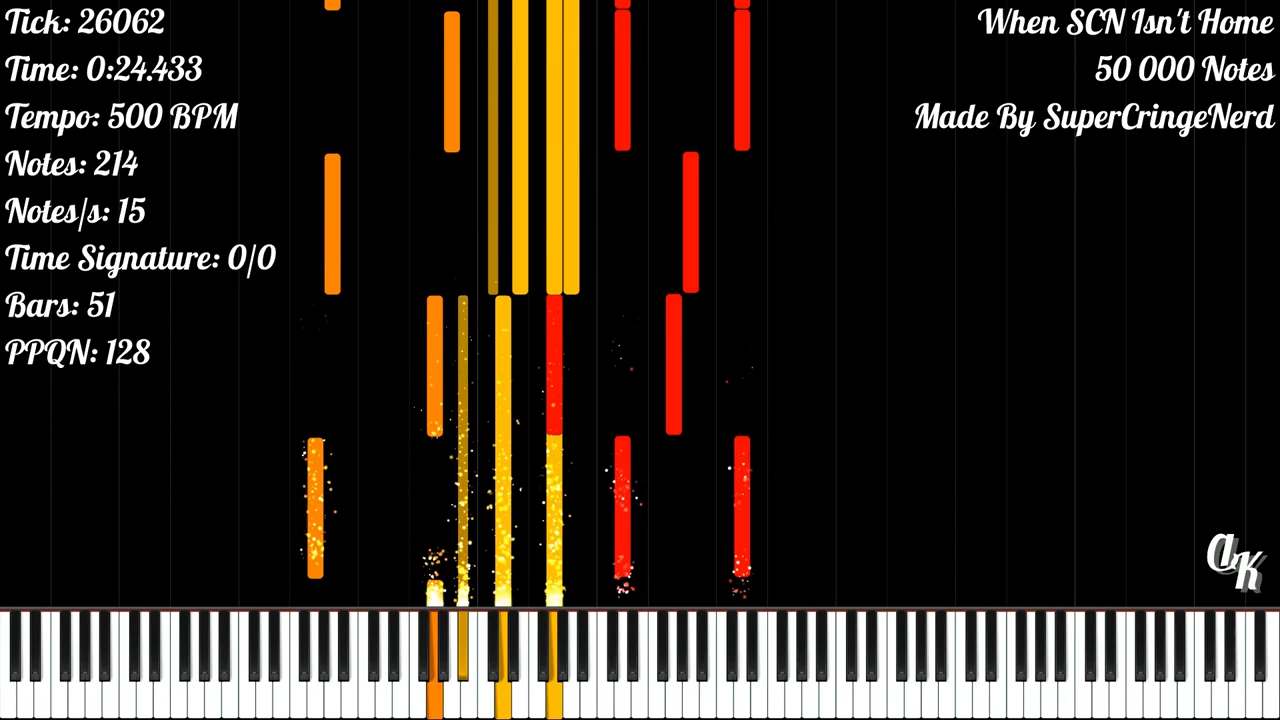 Tick: 26062
Time: 0:24.433
Tempo: 500 BPM
Notes: 214
Notes/s: 15
Time Signature: 0/0
Bars: 51
PPQN: 128
When SCN Isn't Home
50 000 Notes
Made By SuperCringeNerd
aK